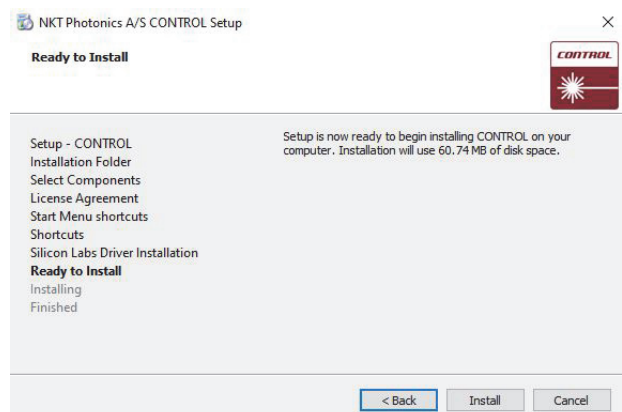 NKT Photonics A/S CONTROL Setup
Ready to Install
CONTROL
Setup - CONTROL
Installation Folder
Select Components
License Agreement
Start Menu shortcuts
Shortcuts
Silicon Labs Driver Installation
Ready to Install
Installing
Finished
Setup is now ready to begin installing CONTROL on your
computer. Installation will use 60.74 MB of disk space.
< Back
Install
Cancel